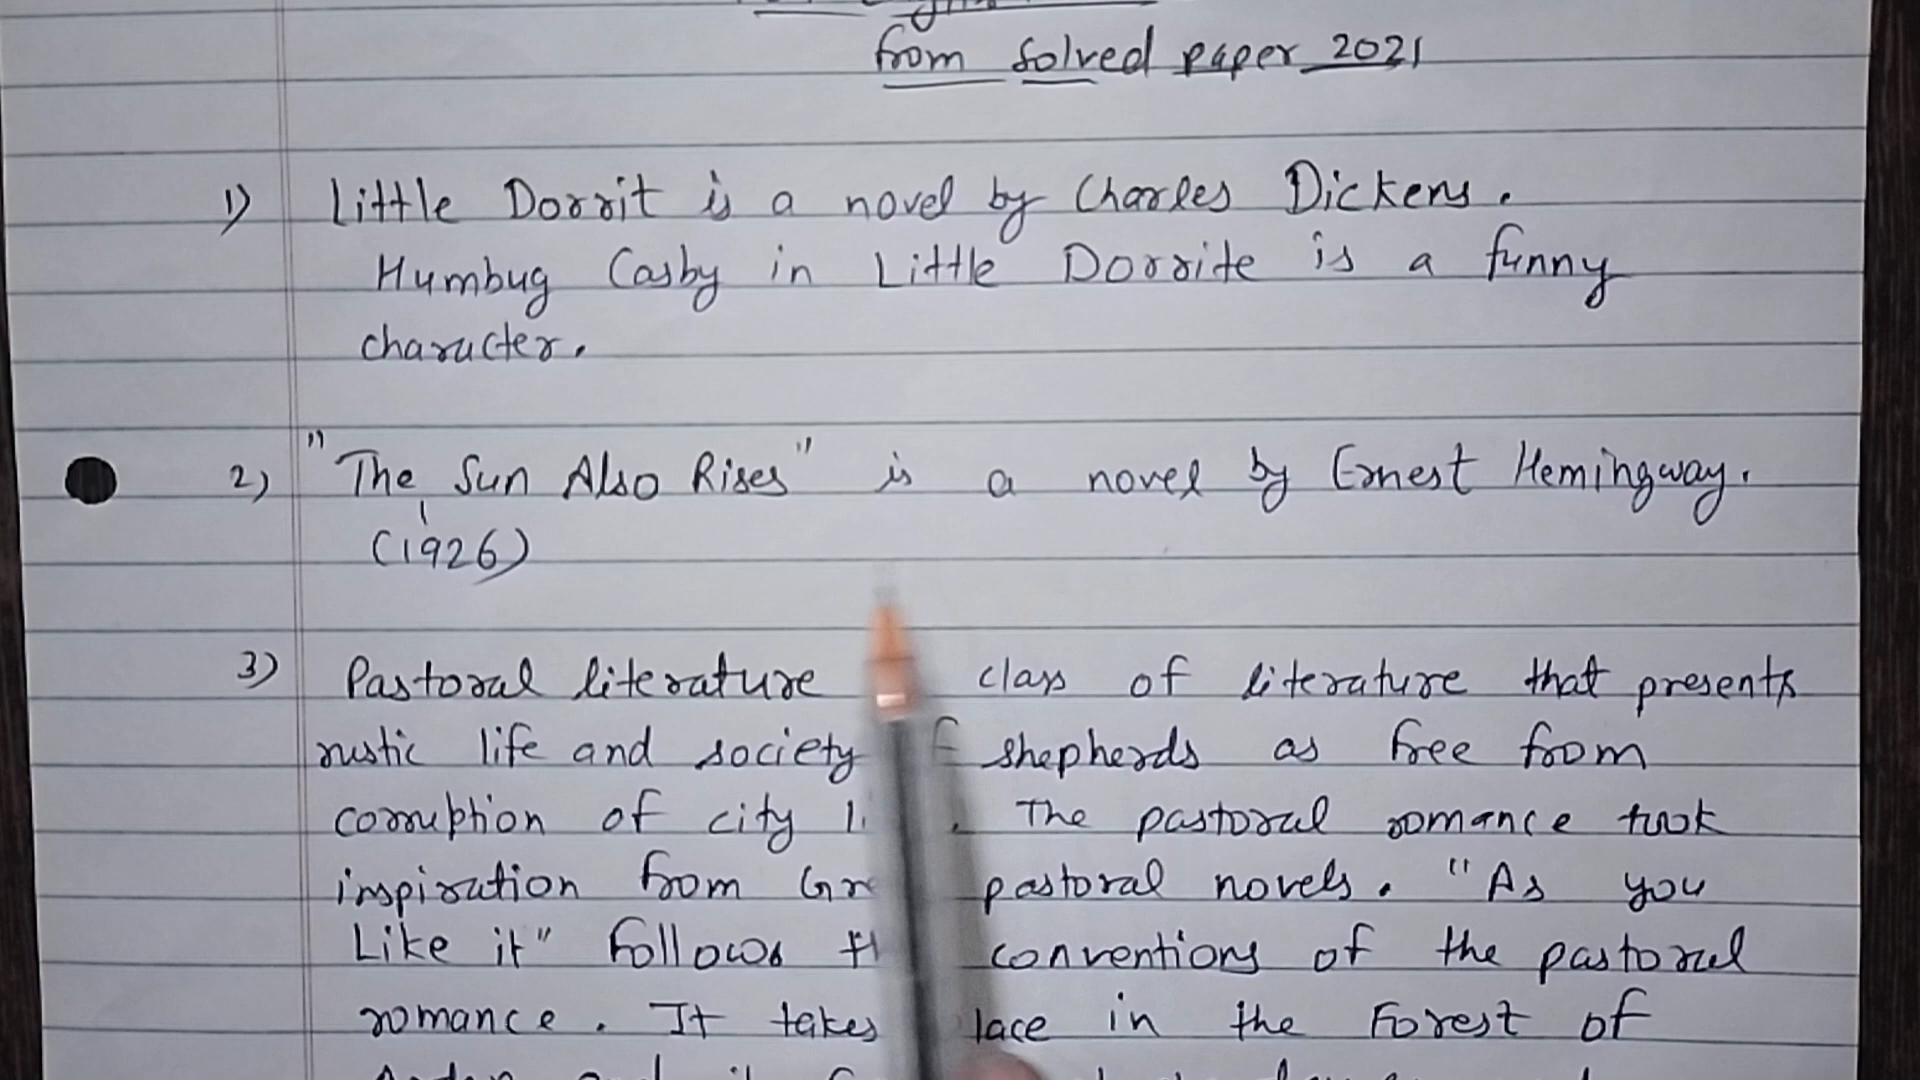 from solved paper 2021
1) Little Dorrit is a novel by Charles Dickens.
Humbug Casby in Little Dorrite is a funny
character.
2) "The Sun Also Rises" is a novel by Ernest Hemingway.
(1926)
3) Pastoral literature class of literature that presents
rustic life and society shepherds as free from
corruption of city . The pastoral romance took
inspiration from pastoral novels. "As you
Like it" follows conventions of the pastoral
romance. It takes in the Forest of